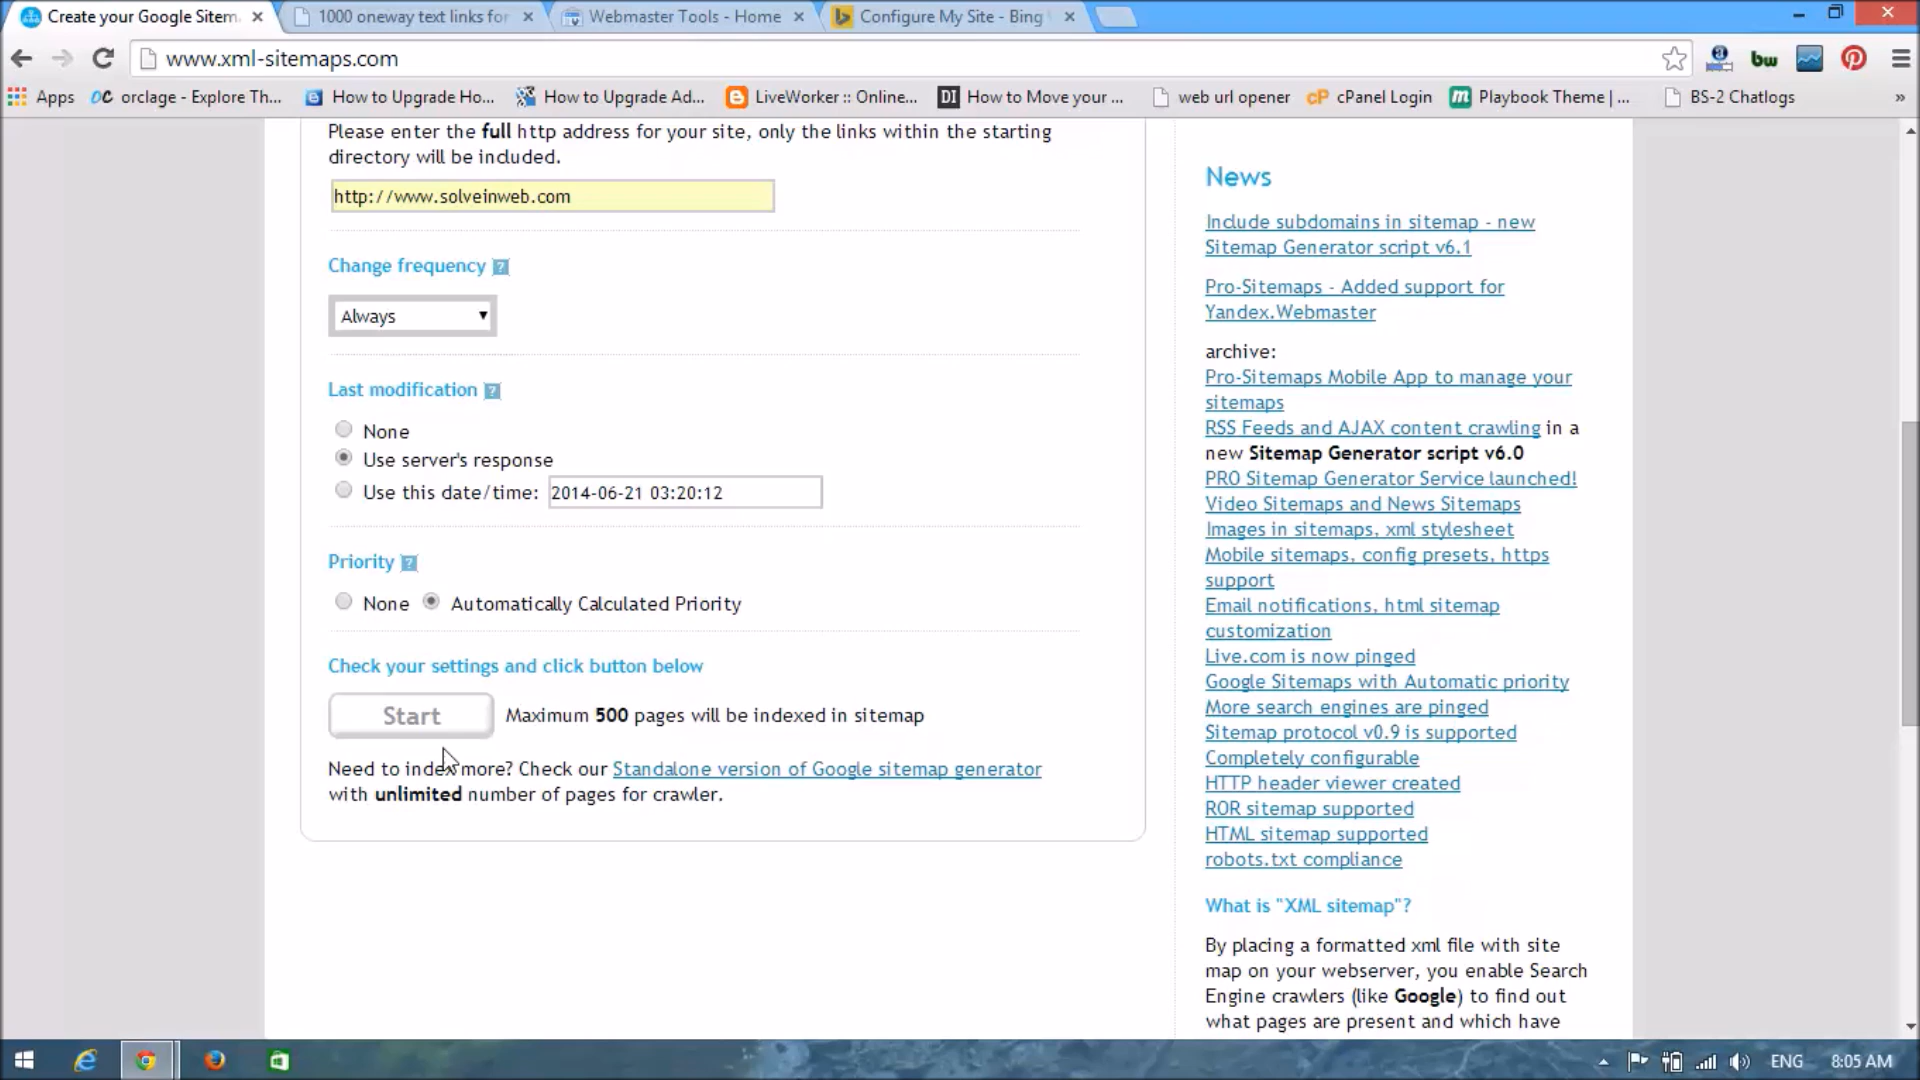 Create your Google Sitem
1000 oneway text links for
Webmaster Tools - Home
Configure My Site - Bing
www.xml-sitemaps.com
a
bw
Apps
oc orclage - Explore Th...
How to Upgrade Ho...
How to Upgrade Ad...
LiveWorker :: Online...
DI How to Move your ...
web url opener
cP cPanel Login
m Playbook Theme | ...
BS-2 Chatlogs
»
Please enter the full http address for your site, only the links within the starting
directory will be included.
http://www.solveinweb.com
Change frequency ?
Always
Last modification ?
None
Use server's response
Use this date/time: 2014-06-21 03:20:12
Priority ?
None Automatically Calculated Priority
Check your settings and click button below
Start Maximum 500 pages will be indexed in sitemap
Need to index more? Check our Standalone version of Google sitemap generator
with unlimited number of pages for crawler.
News
Include subdomains in sitemap - new
Sitemap Generator script v6.1
Pro-Sitemaps - Added support for
Yandex.Webmaster
archive:
Pro-Sitemaps Mobile App to manage your
sitemaps
RSS Feeds and AJAX content crawling in a
new Sitemap Generator script v6.0
PRO Sitemap Generator Service launched!
Video Sitemaps and News Sitemaps
Images in sitemaps, xml stylesheet
Mobile sitemaps, config presets, https
support
Email notifications, html sitemap
customization
Live.com is now pinged
Google Sitemaps with Automatic priority
More search engines are pinged
Sitemap protocol v0.9 is supported
Completely configurable
HTTP header viewer created
ROR sitemap supported
HTML sitemap supported
robots.txt compliance
What is "XML sitemap"?
By placing a formatted xml file with site
map on your webserver, you enable Search
Engine crawlers (like Google) to find out
what pages are present and which have
ENG 8:05 AM